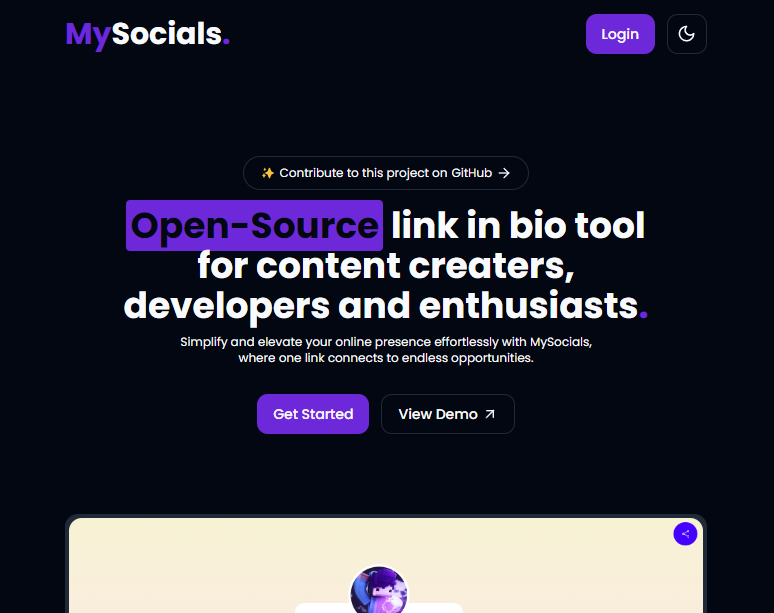 MySocials.
Login
✨ Contribute to this project on GitHub →
Open-Source link in bio tool
for content creaters,
developers and enthusiasts.
Simplify and elevate your online presence effortlessly with MySocials,
where one link connects to endless opportunities.
Get Started
View Demo ↗